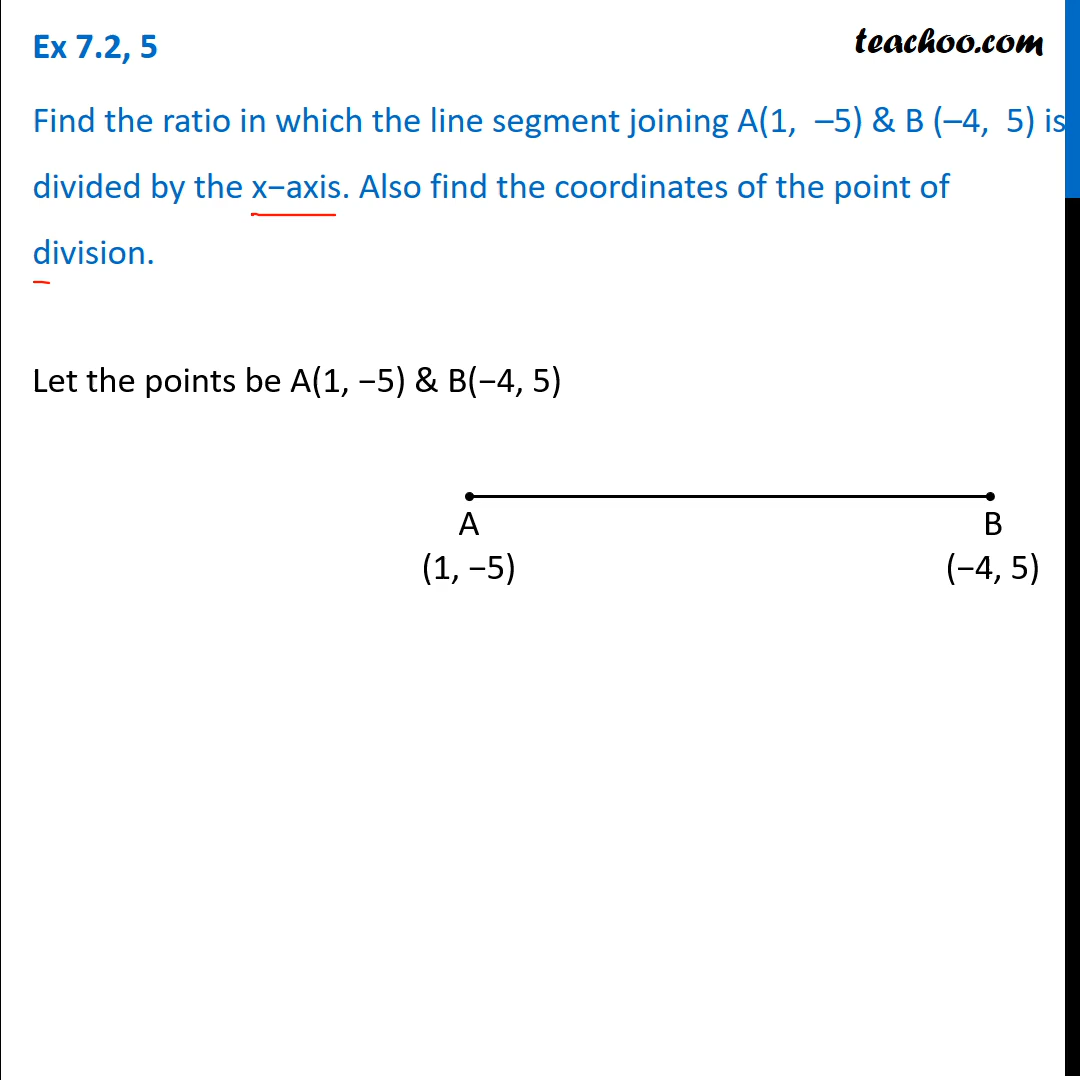 Ex 7.2, 5
teachoo.com
Find the ratio in which the line segment joining A(1,  –5) & B (–4,  5) is
divided by the x−axis. Also find the coordinates of the point of
division.
Let the points be A(1, −5) & B(−4, 5)
A
B
(1, −5)
(−4, 5)